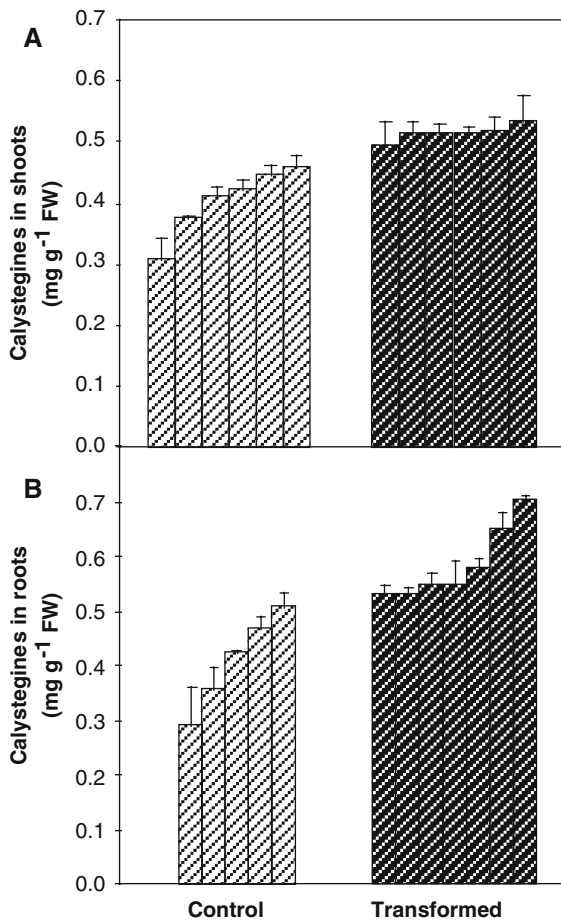 A
Calystegines in shoots
(mg g-1 FW)
0.7
0.6
0.5
0.4
0.3
0.2
0.1
0.0
B
Calystegines in roots
(mg g-1 FW)
0.7
0.6
0.5
0.4
0.3
0.2
0.1
0.0
Control Transformed